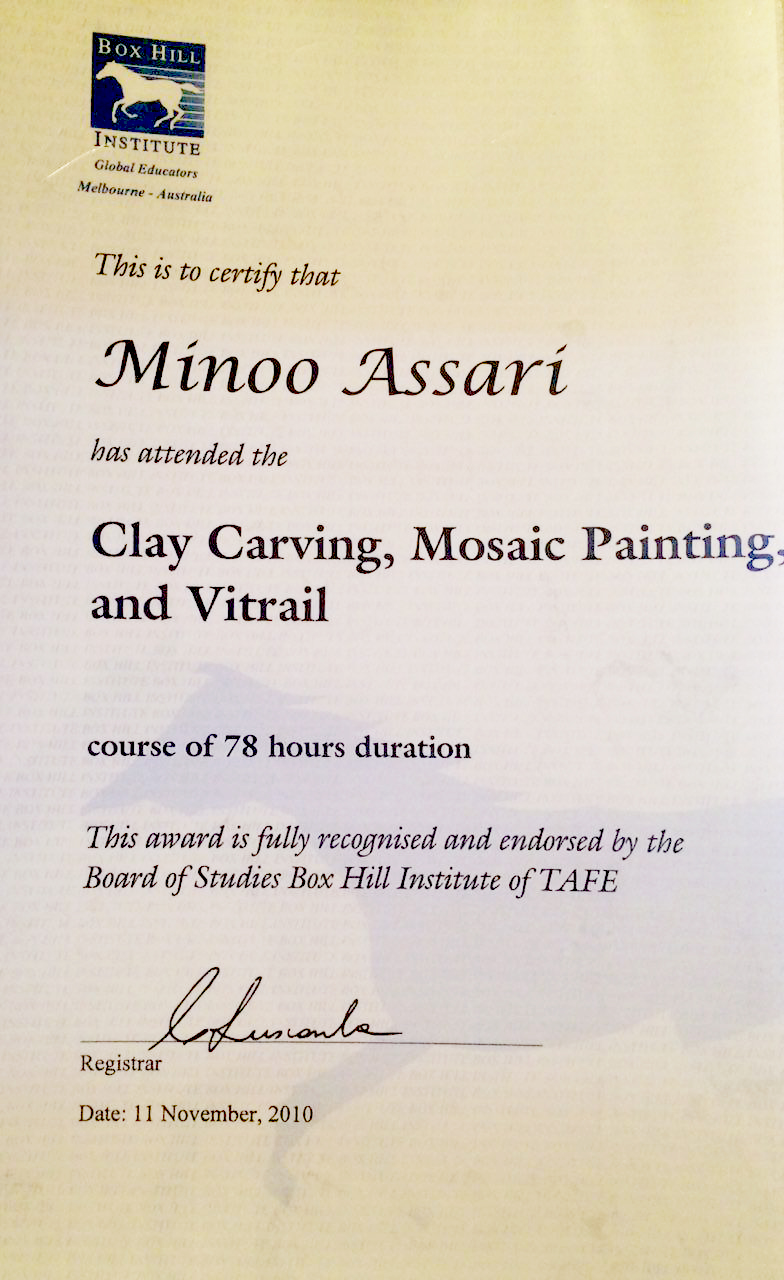 BOX HILL
INSTITUTE
Global Educators
Melbourne - Australia
This is to certify that
Minoo Assari
has attended the
Clay Carving, Mosaic Painting,
and Vitrail
course of 78 hours duration
This award is fully recognised and endorsed by the
Board of Studies Box Hill Institute of TAFE
Registrar
Date: 11 November, 2010